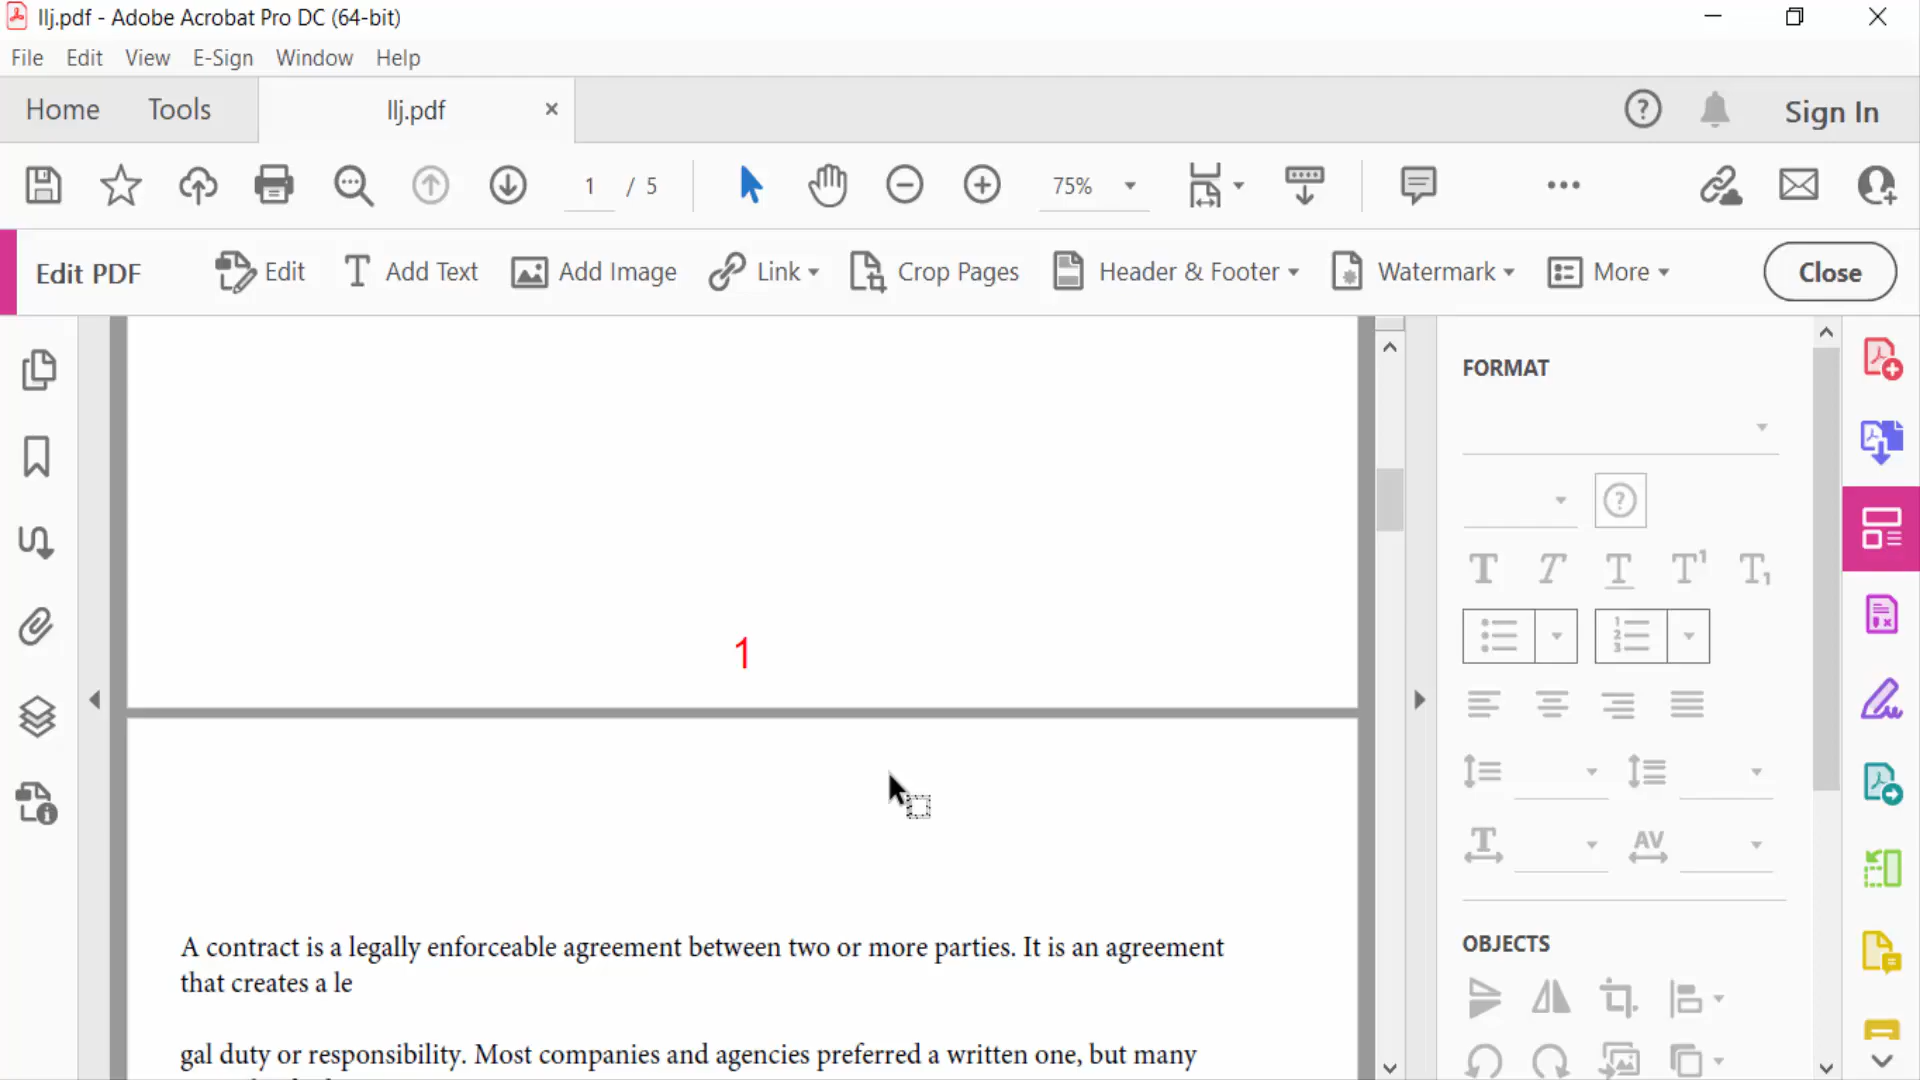 llj.pdf - Adobe Acrobat Pro DC (64-bit)
File Edit View E-Sign Window Help
Home Tools llj.pdf × Sign In
1 / 5 75%
Edit PDF Edit Add Text Add Image Link Crop Pages Header & Footer Watermark More Close
FORMAT
1
A contract is a legally enforceable agreement between two or more parties. It is an agreement
that creates a le
gal duty or responsibility. Most companies and agencies preferred a written one, but many
OBJECTS